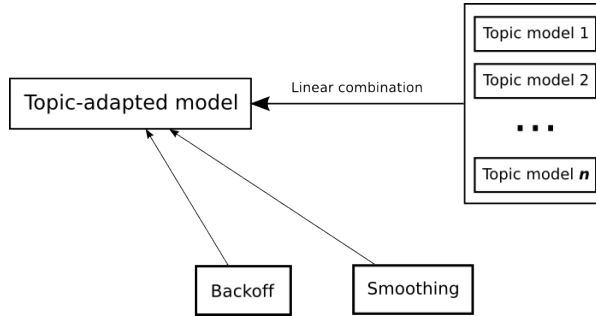 Topic model 1
Topic model 2
Linear combination
Topic-adapted model
...
Topic model n
Backoff
Smoothing